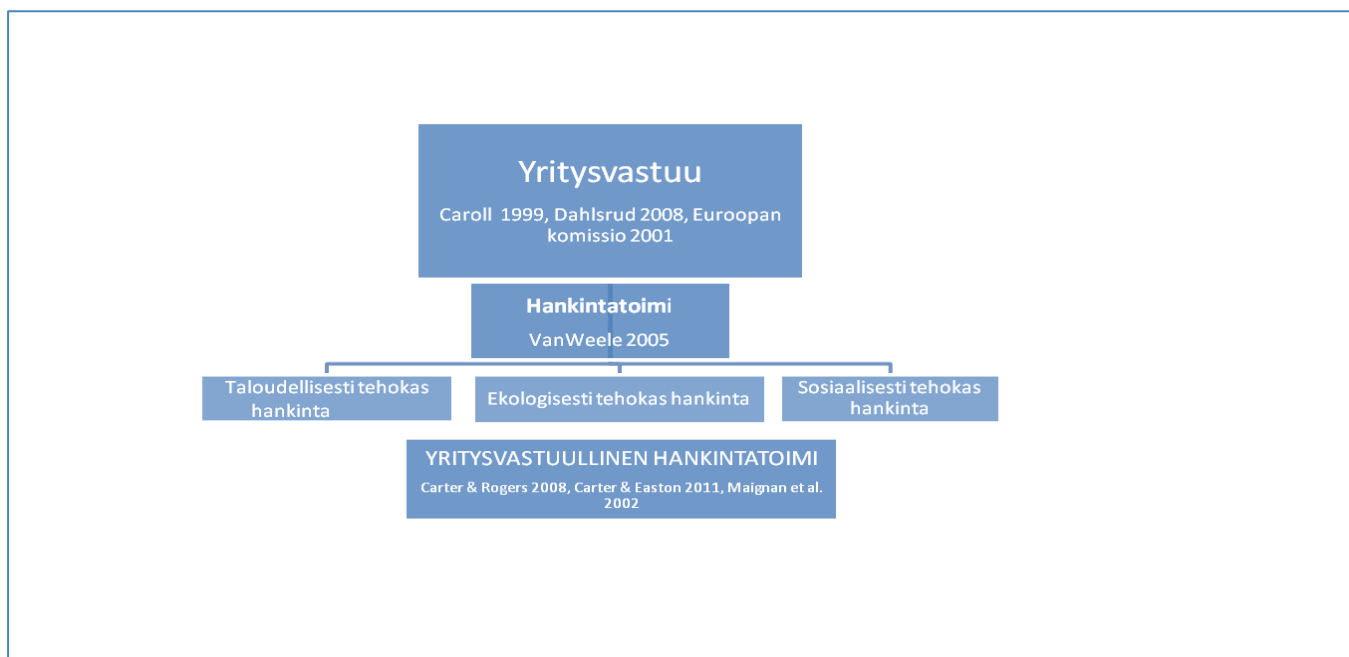 Yritysvastuu
Caroll 1999, Dahlsrud 2008, Euroopan
komissio 2001
Hankintatoimi
VanWeele 2005
Taloudellisesti tehokas
hankinta
Ekologisesti tehokas hankinta
Sosiaalisesti tehokas
hankinta
YRITYSVASTUULLINEN HANKINTATOIMI
Carter & Rogers 2008, Carter & Easton 2011, Maignan et al.
2002